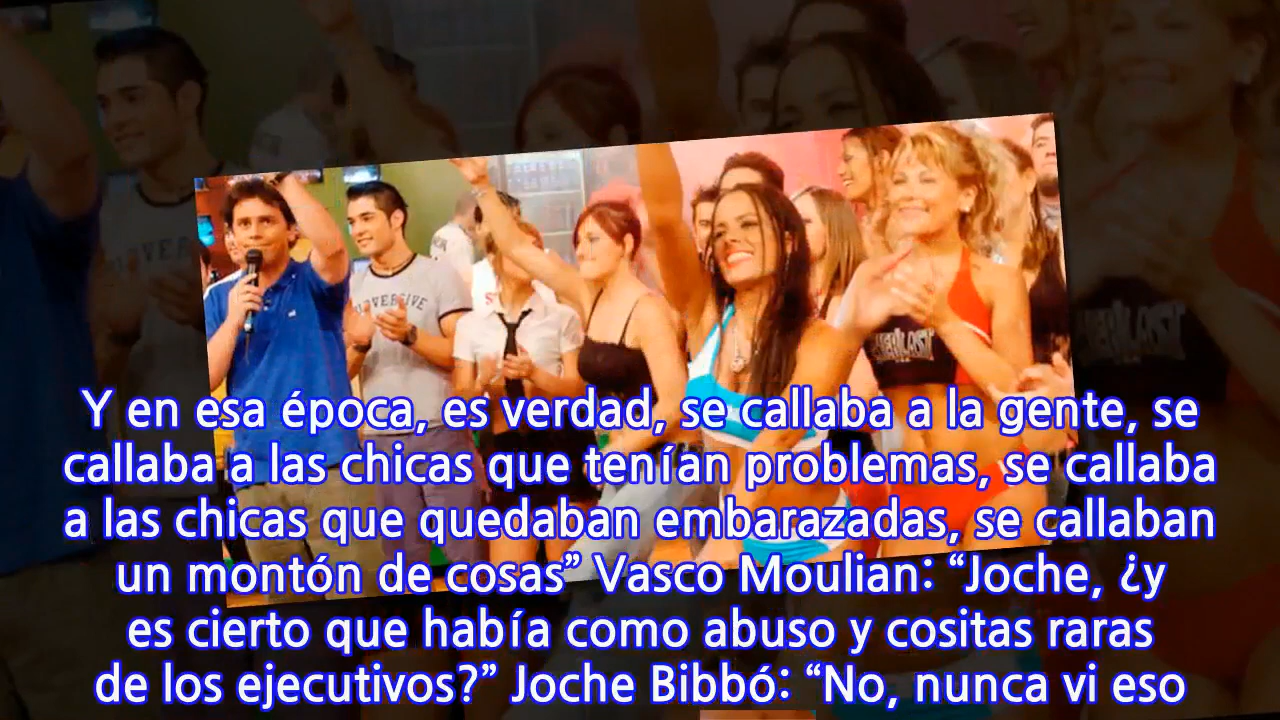 Y en esa época, es verdad, se callaba a la gente, se
callaba a las chicas que tenían problemas, se callaba
a las chicas que quedaban embarazadas, se callaban
un montón de cosas” Vasco Moulian: “Joche, ¿y
es cierto que había como abuso y cositas raras
de los ejecutivos?” Joche Bibbó: “No, nunca vi eso